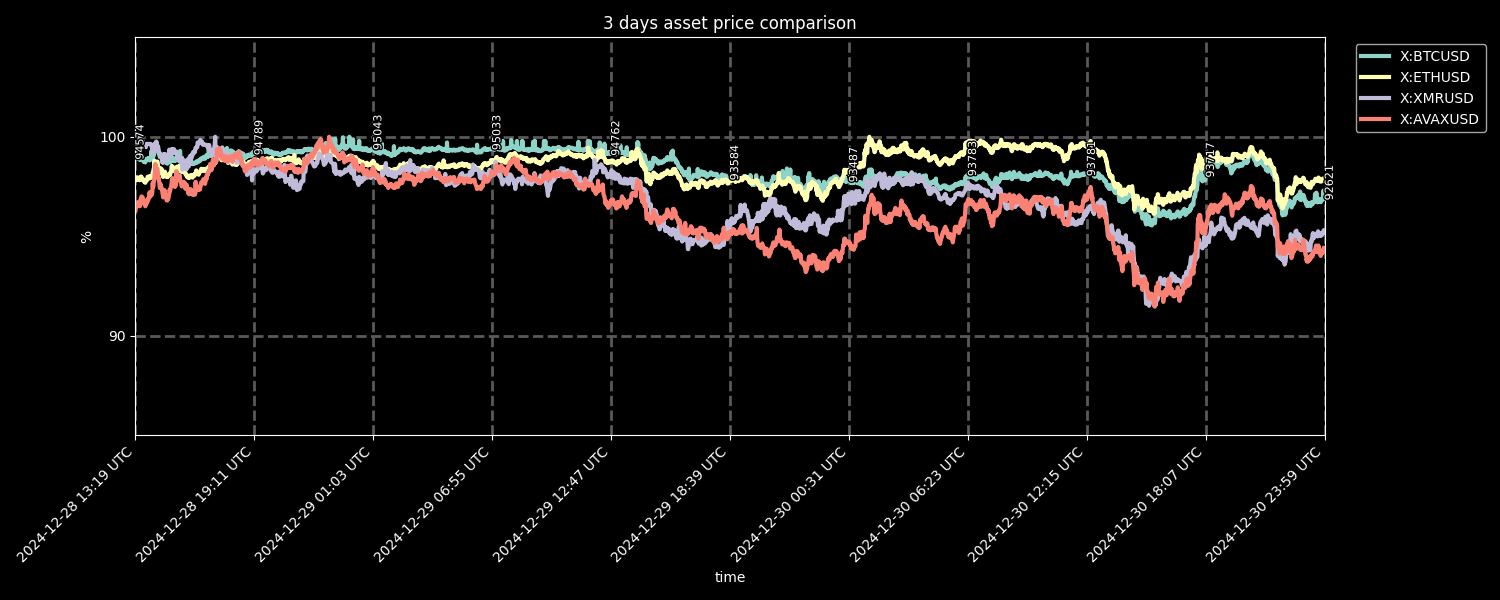 3 days asset price comparison
X:BTCUSD
X:ETHUSD
X:XMRUSD
X:AVAXUSD
100
90
%
94789
95043
95033
94762
93584
93487
93783
93781
92621
2024-12-28 13:19 UTC
2024-12-28 19:11 UTC
2024-12-29 01:03 UTC
2024-12-29 06:55 UTC
2024-12-29 12:47 UTC
2024-12-29 18:39 UTC
2024-12-30 00:31 UTC
2024-12-30 06:23 UTC
2024-12-30 12:15 UTC
2024-12-30 18:07 UTC
2024-12-30 23:59 UTC
time